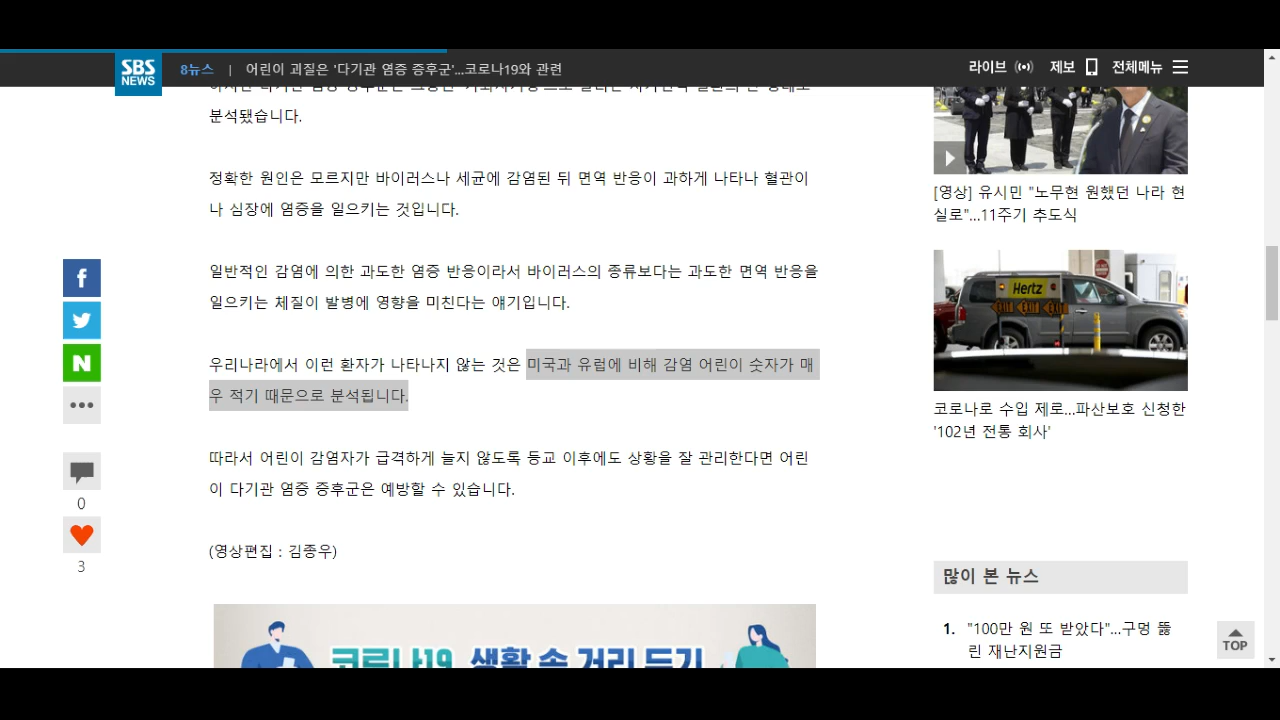 SBS
NEWS
8뉴스 | 어린이 괴질은 '다기관 염증 증후군'...코로나19와 관련
라이브 제보 전체메뉴
분석됐습니다.
정확한 원인은 모르지만 바이러스나 세균에 감염된 뒤 면역 반응이 과하게 나타나 혈관이
나 심장에 염증을 일으키는 것입니다.
일반적인 감염에 의한 과도한 염증 반응이라서 바이러스의 종류보다는 과도한 면역 반응을
일으키는 체질이 발병에 영향을 미친다는 얘기입니다.
우리나라에서 이런 환자가 나타나지 않는 것은 미국과 유럽에 비해 감염 어린이 숫자가 매
우 적기 때문으로 분석됩니다.
따라서 어린이 감염자가 급격하게 늘지 않도록 등교 이후에도 상황을 잘 관리한다면 어린
이 다기관 염증 증후군은 예방할 수 있습니다.
(영상편집 : 김종우)
코로나19 생활 속 거리 두기
f
N
0
3
[영상] 유시민 "노무현 원했던 나라 현
실로"...11주기 추도식
Hertz
EXIT EXIT EXIT
코로나로 수입 제로...파산보호 신청한
'102년 전통 회사'
많이 본 뉴스
1. "100만 원 또 받았다"...구멍 뚫
린 재난지원금
TOP